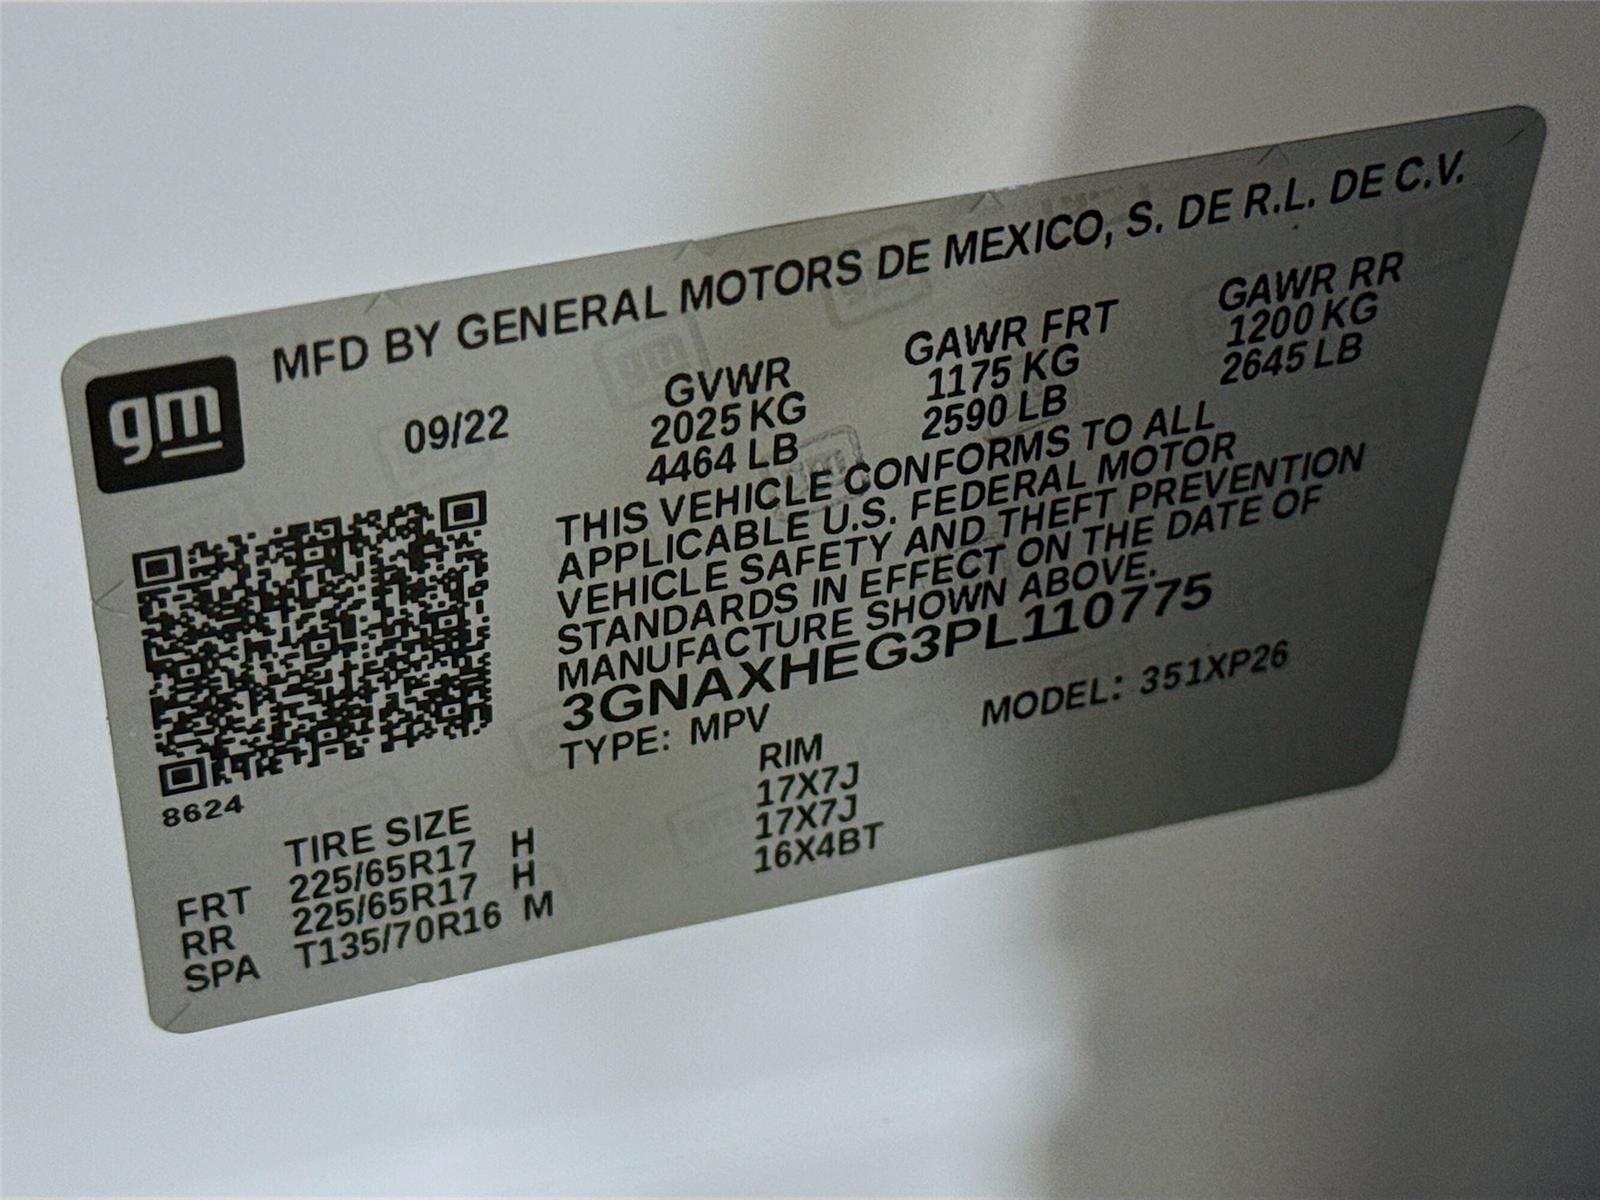 gm
MFD BY GENERAL MOTORS DE MEXICO, S. DE R.L. DE C.V.
09/22 GVWR GAWR FRT GAWR RR
2025 KG 1175 KG 1200 KG
4464 LB 2590 LB 2645 LB
THIS VEHICLE CONFORMS TO ALL
APPLICABLE U.S. FEDERAL MOTOR
VEHICLE SAFETY AND THEFT PREVENTION
STANDARDS IN EFFECT ON THE DATE OF
MANUFACTURE SHOWN ABOVE.
3GNAXHEG3PL110775
TYPE: MPV MODEL: 351XP26
8624
TIRE SIZE RIM
FRT 225/65R17 H 17X7J
RR 225/65R17 H 17X7J
SPA T135/70R16 M 16X4BT